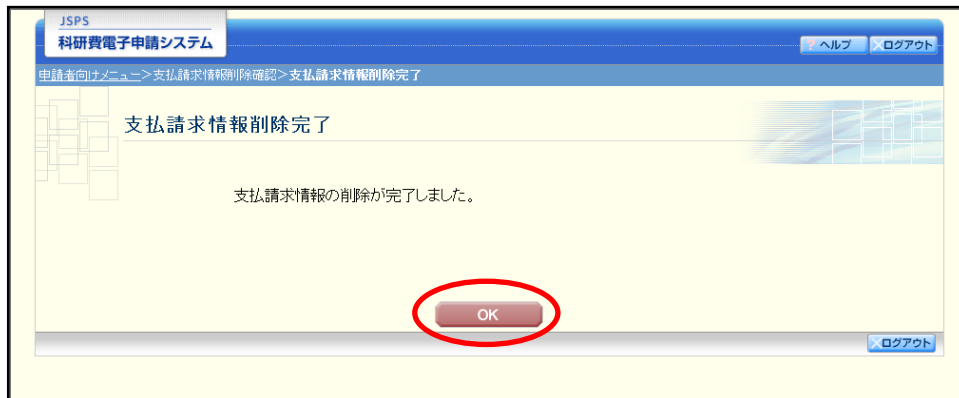 JSPS
科研費電子申請システム
? ヘルプ
ログアウト
申請者向けメニュー>支払請求情報削除確認>支払請求情報削除完了
支払請求情報削除完了
支払請求情報の削除が完了しました。
OK
ログアウト